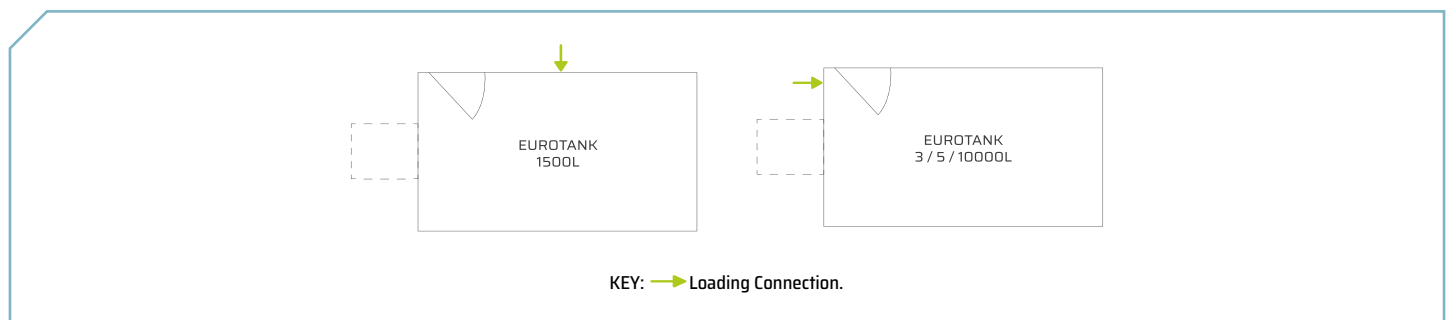 EUROTANK
1500L
EUROTANK
3 / 5 / 10000L
KEY: Loading Connection.